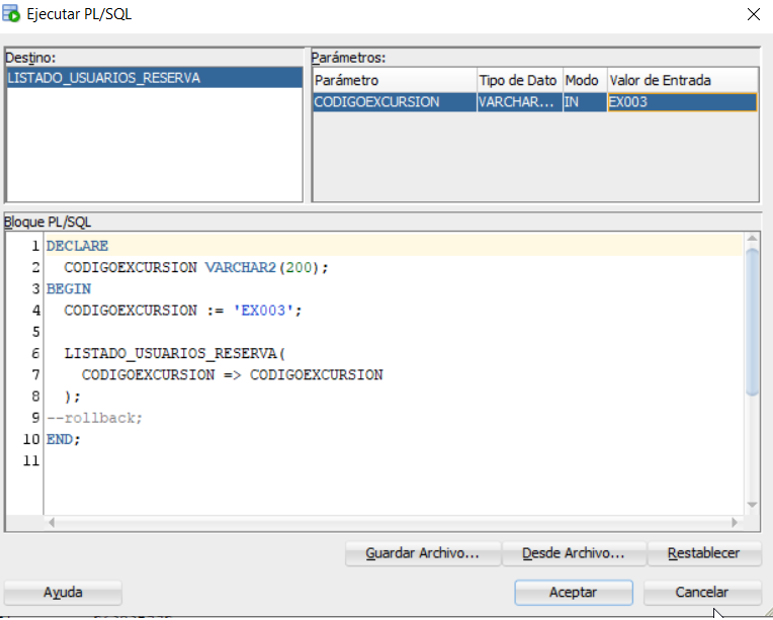 Ejecutar PL/SQL
Destino:
LISTADO_USUARIOS_RESERVA
Parámetros:
Parámetro Tipo de Dato Modo Valor de Entrada
CODIGOEXCURSION VARCHAR... IN EX003
Bloque PL/SQL
1 DECLARE
2 CODIGOEXCURSION VARCHAR2(200);
3 BEGIN
4 CODIGOEXCURSION := 'EX003';
5
6 LISTADO_USUARIOS_RESERVA(
7 CODIGOEXCURSION => CODIGOEXCURSION
8 );
9 --rollback;
10 END;
11
Guardar Archivo... Desde Archivo... Restablecer
Ayuda Aceptar Cancelar